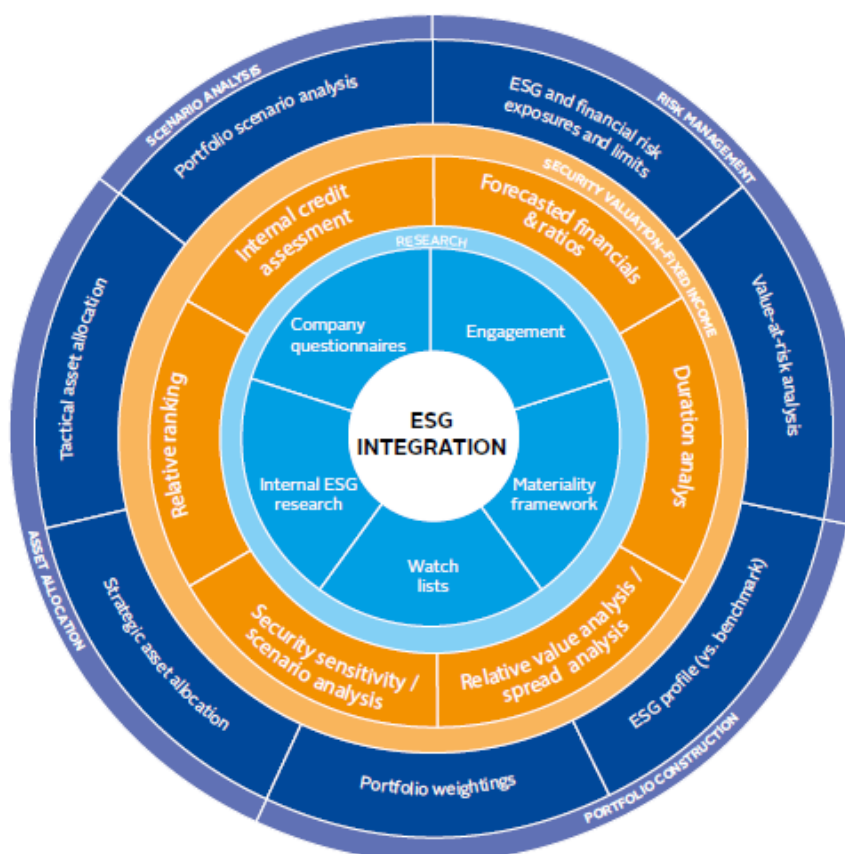 SCENARIO ANALYSIS
Portfolio scenario analysis
ESG and financial risk
exposures and limits
RISK MANAGEMENT
Value-at-risk analysis
ESG profile (vs. benchmark)
PORTFOLIO CONSTRUCTION
Portfolio weightings
Strategic asset allocation
ASSET ALLOCATION
Tactical asset allocation
SECURITY VALUATION–FIXED INCOME
Internal credit
assessment
Forecasted financials
& ratios
Duration analys
Relative value analysis /
spread analysis
Security sensitivity /
scenario analysis
Relative ranking
RESEARCH
Company
questionnaires
Engagement
Materiality
framework
Watch
lists
Internal ESG
research
ESG
INTEGRATION